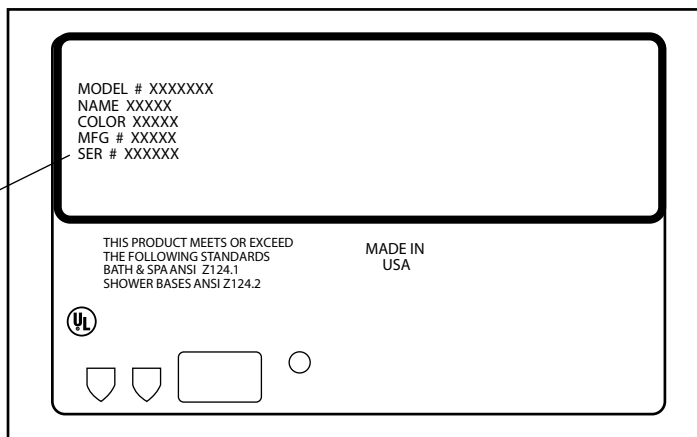 MODEL # XXXXXXX
NAME XXXXX
COLOR XXXXX
MFG # XXXXX
SER # XXXXXX
THIS PRODUCT MEETS OR EXCEED
THE FOLLOWING STANDARDS
BATH & SPA ANSI Z124.1
SHOWER BASES ANSI Z124.2
MADE IN
USA
UL